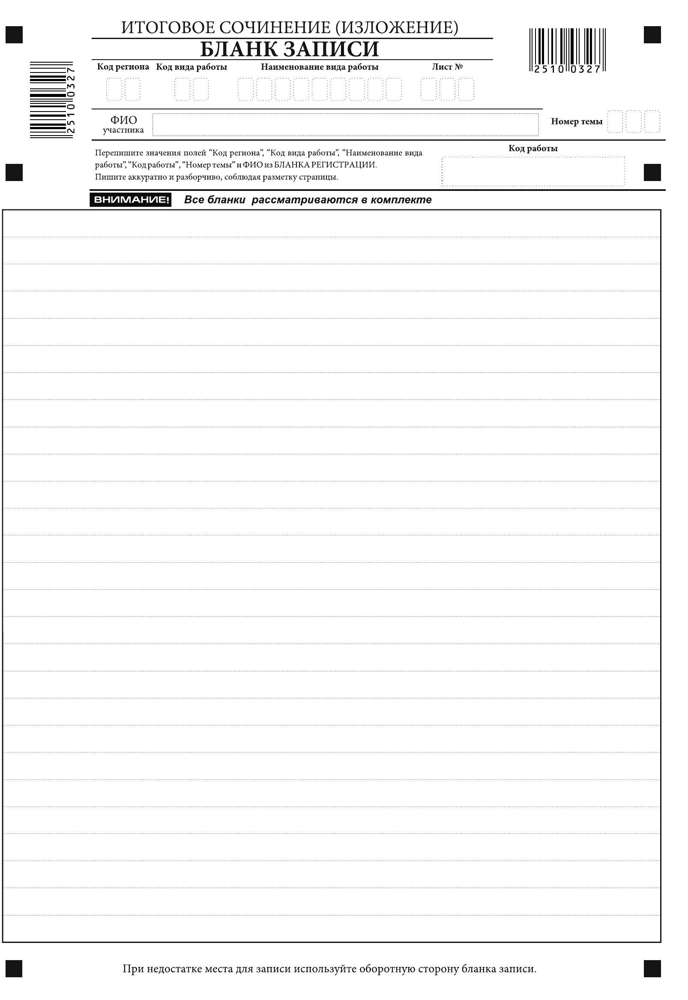 ИТОГОВОЕ СОЧИНЕНИЕ (ИЗЛОЖЕНИЕ)
БЛАНК ЗАПИСИ
2510 0327
2510 0327
Код региона Код вида работы Наименование вида работы Лист №
ФИО
участника
Номер темы
Перепишите значения полей “Код региона”, “Код вида работы”, “Наименование вида
работы”, “Код работы”, “Номер темы” и ФИО из БЛАНКА РЕГИСТРАЦИИ.
Пишите аккуратно и разборчиво, соблюдая разметку страницы.
Код работы
ВНИМАНИЕ! Все бланки рассматриваются в комплекте
При недостатке места для записи используйте оборотную сторону бланка записи.